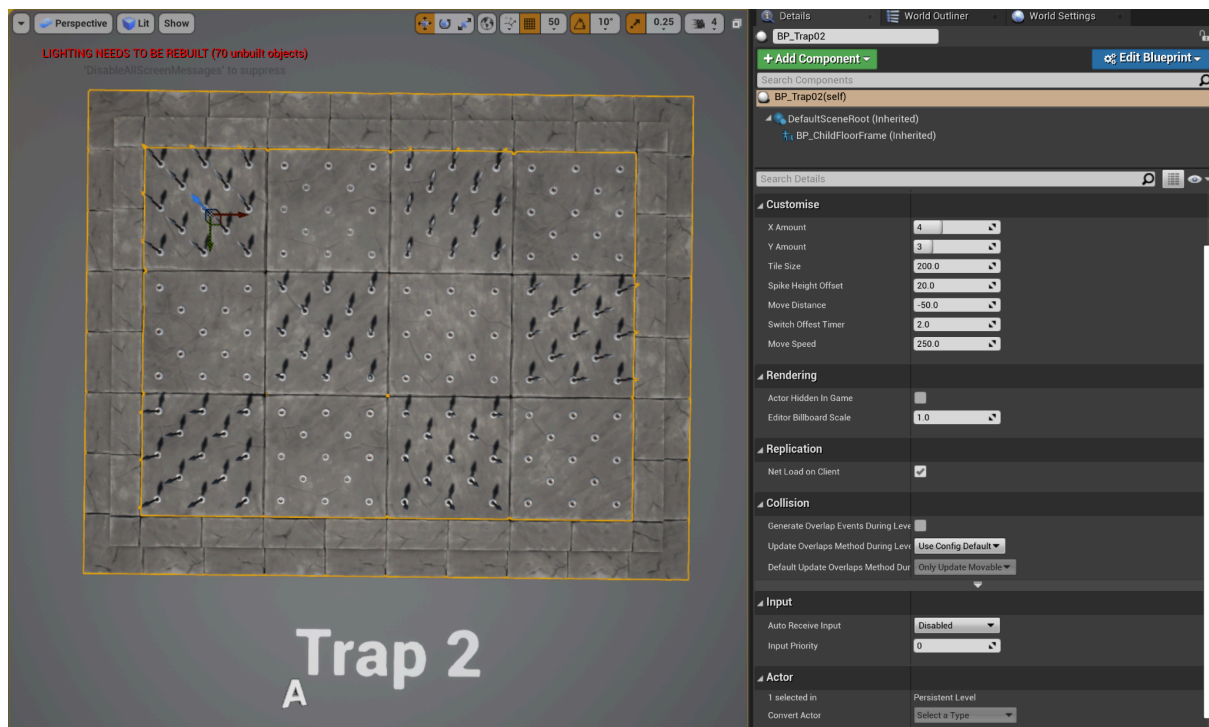 Perspective Lit Show 50 10° 0.25 4
LIGHTING NEEDS TO BE REBUILT (70 unbuilt objects)
'DisableAllScreenMessages' to suppress
Trap 2
A
Details World Outliner World Settings
BP_Trap02
+Add Component Edit Blueprint
Search Components
BP_Trap02(self)
DefaultSceneRoot (Inherited)
BP_ChildFloorFrame (Inherited)
Search Details
Customise
X Amount 4
Y Amount 3
Tile Size 200.0
Spike Height Offset 20.0
Move Distance -50.0
Switch Offest Timer 2.0
Move Speed 250.0
Rendering
Actor Hidden In Game
Editor Billboard Scale 1.0
Replication
Net Load on Client
Collision
Generate Overlap Events During Leve
Update Overlaps Method During Leve Use Config Default
Default Update Overlaps Method Dur Only Update Movable
Input
Auto Receive Input Disabled
Input Priority 0
Actor
1 selected in Persistent Level
Convert Actor Select a Type